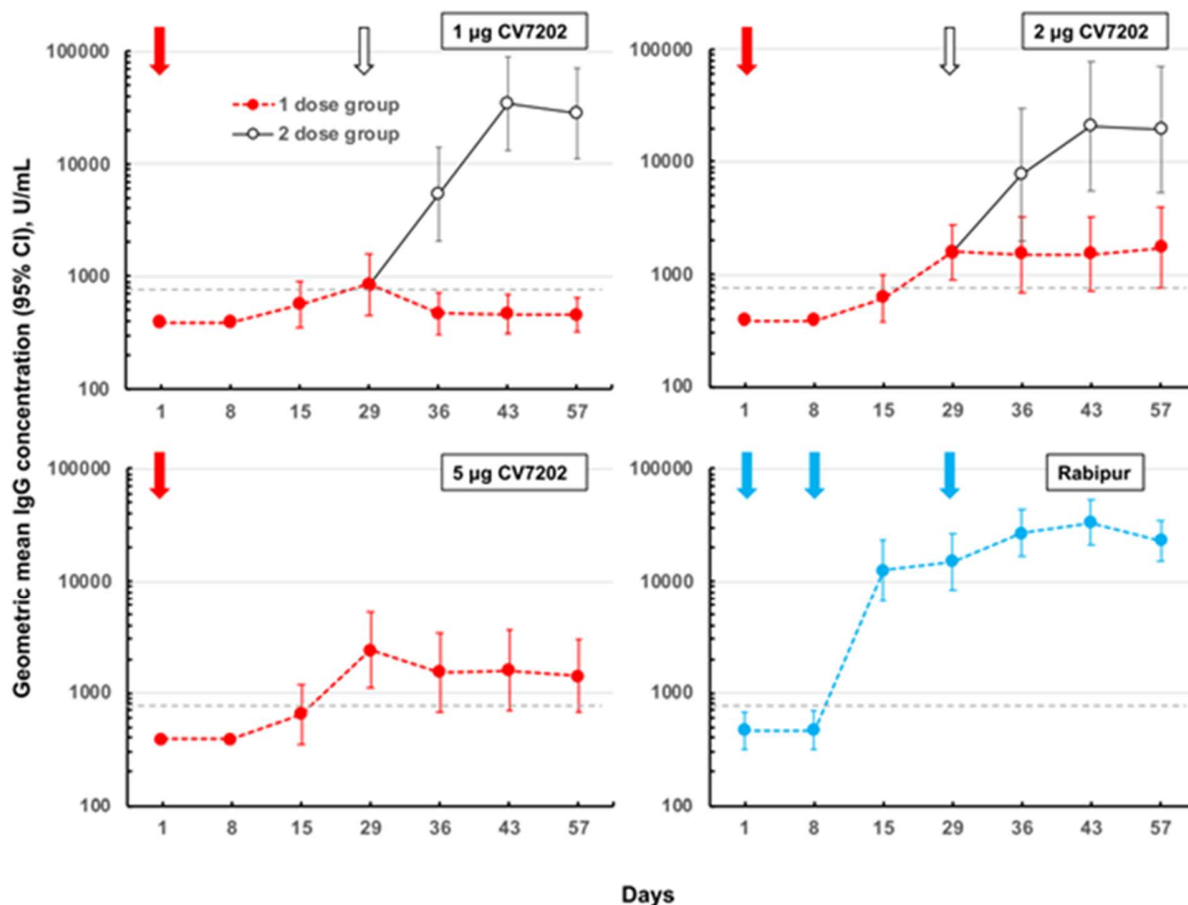 1 µg CV7202
100000
10000
1000
100
1 dose group
2 dose group
1 8 15 29 36 43 57
2 µg CV7202
100000
10000
1000
100
1 8 15 29 36 43 57
Geometric mean IgG concentration (95% CI), U/mL
5 µg CV7202
100000
10000
1000
100
1 8 15 29 36 43 57
Rabipur
100000
10000
1000
100
1 8 15 29 36 43 57
Days